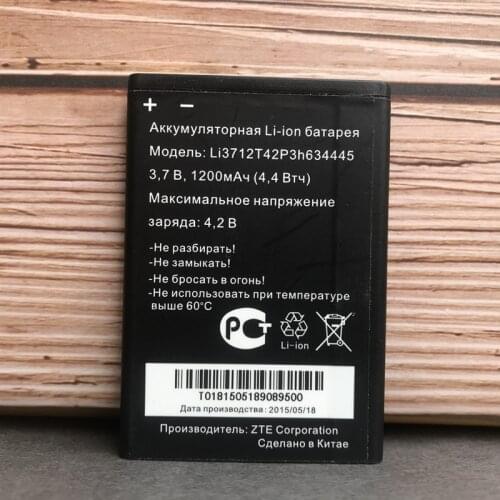 + −
Аккумуляторная Li-ion батарея
Модель: Li3712T42P3h634445
3,7 В, 1200мАч (4,4 Втч)
Максимальное напряжение
заряда: 4,2 В
-Не разбирать!
-Не замыкать!
-Не бросать в огонь!
-Не использовать при температуре
выше 60°C!
РСТ
Li-ion
T0181505189089500
Дата производства: 2015/05/18
Производитель: ZTE Corporation
Сделано в Китае